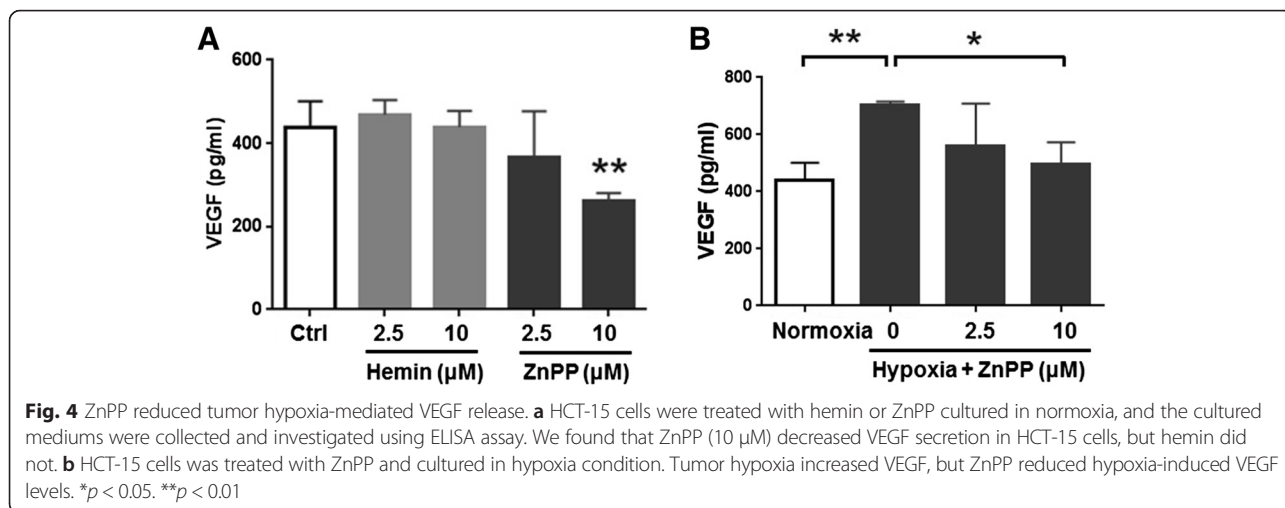 A
B
**
*
600
400
200
0
VEGF (pg/ml)
**
Ctrl 2.5 10 2.5 10
Hemin (µM) ZnPP (µM)
800
600
400
200
0
VEGF (pg/ml)
Normoxia 0 2.5 10
Hypoxia + ZnPP (µM)
Fig. 4 ZnPP reduced tumor hypoxia-mediated VEGF release. a HCT-15 cells were treated with hemin or ZnPP cultured in normoxia, and the cultured
mediums were collected and investigated using ELISA assay. We found that ZnPP (10 µM) decreased VEGF secretion in HCT-15 cells, but hemin did
not. b HCT-15 cells was treated with ZnPP and cultured in hypoxia condition. Tumor hypoxia increased VEGF, but ZnPP reduced hypoxia-induced VEGF
levels. *p < 0.05. **p < 0.01